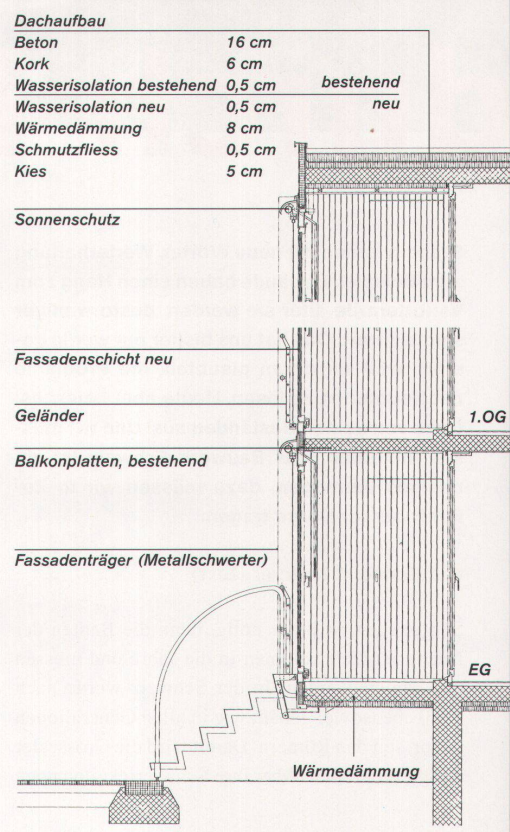 Dachaufbau
Beton 16 cm
Kork 6 cm
Wasserisolation bestehend 0,5 cm bestehend
Wasserisolation neu 0,5 cm neu
Wärmedämmung 8 cm
Schmutzfliess 0,5 cm
Kies 5 cm
Sonnenschutz
Fassadenschicht neu
Geländer
1.OG
Balkonplatten, bestehend
Fassadenträger (Metallschwerter)
EG
Wärmedämmung